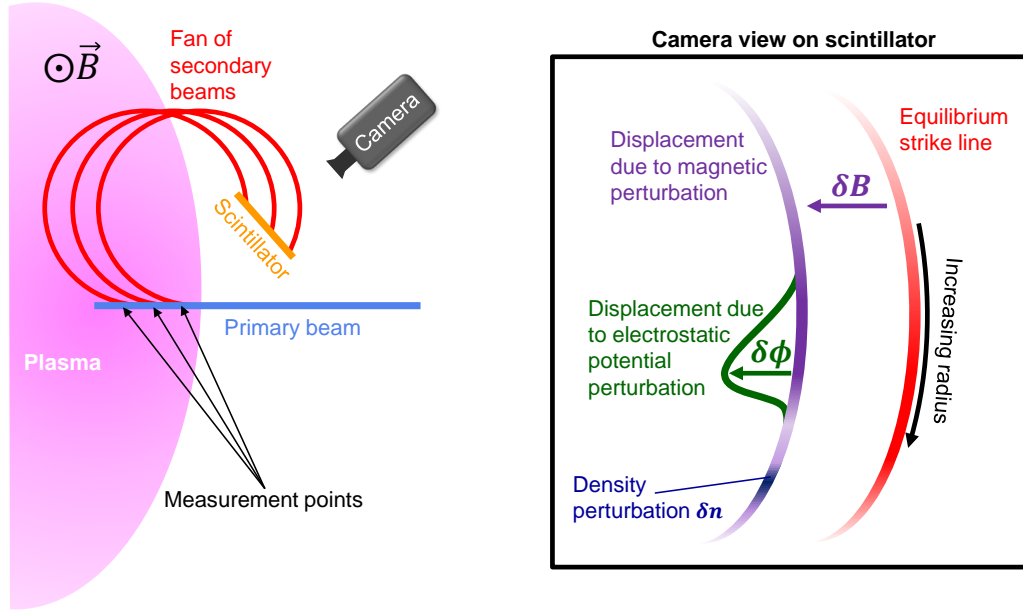 ⊙B⃗
Fan of
secondary
beams
Camera
Scintillator
Primary beam
Plasma
Measurement points
Camera view on scintillator
Equilibrium
strike line
Displacement
due to magnetic
perturbation
δB
Increasing radius
Displacement due
to electrostatic
potential
perturbation
δϕ
Density
perturbation δn